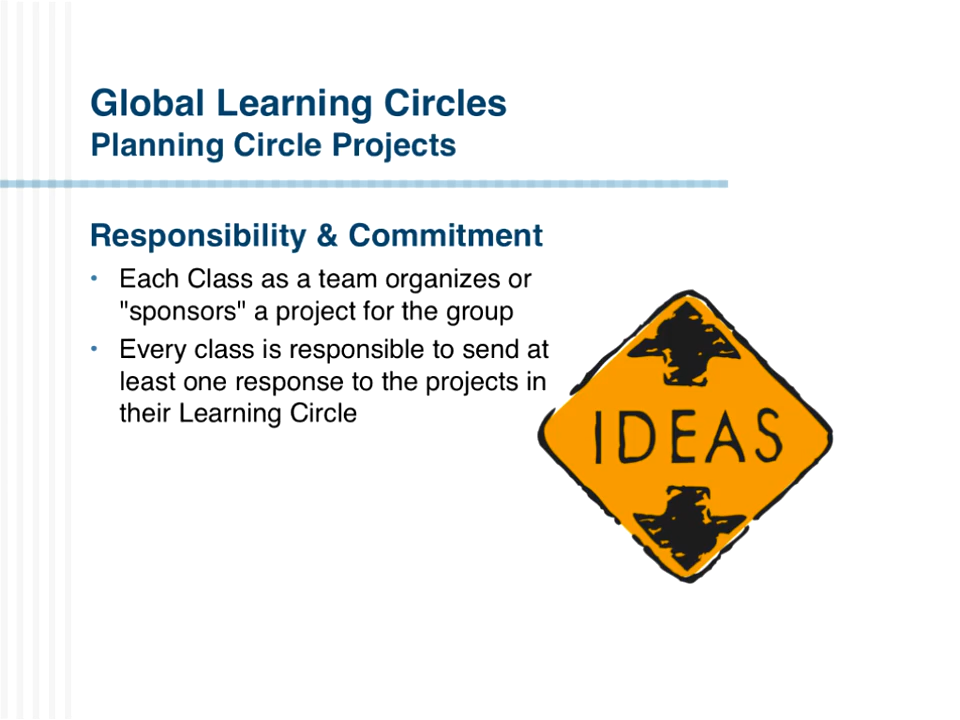 Global Learning Circles
Planning Circle Projects
Responsibility & Commitment
• Each Class as a team organizes or
"sponsors" a project for the group
• Every class is responsible to send at
least one response to the projects in
their Learning Circle
IDEAS